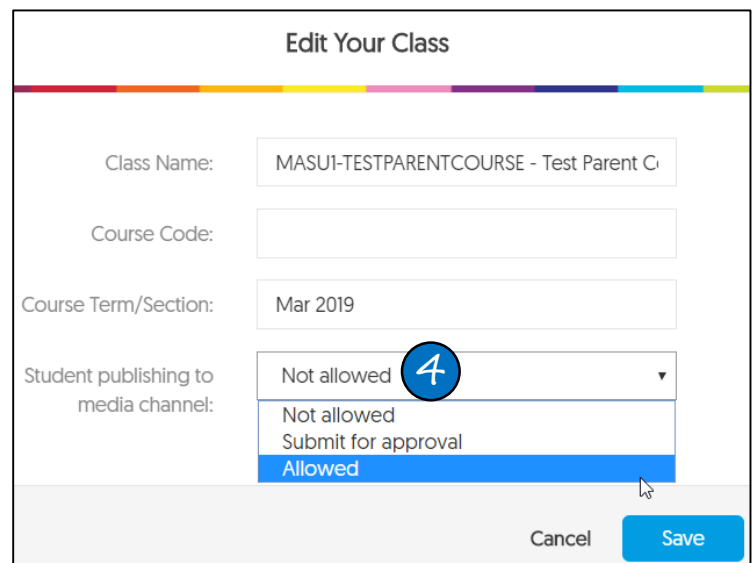 Edit Your Class
Class Name: MASU1-TESTPARENTCOURSE - Test Parent C
Course Code:
Course Term/Section: Mar 2019
Student publishing to Not allowed 4
media channel:
Not allowed
Submit for approval
Allowed
Cancel Save